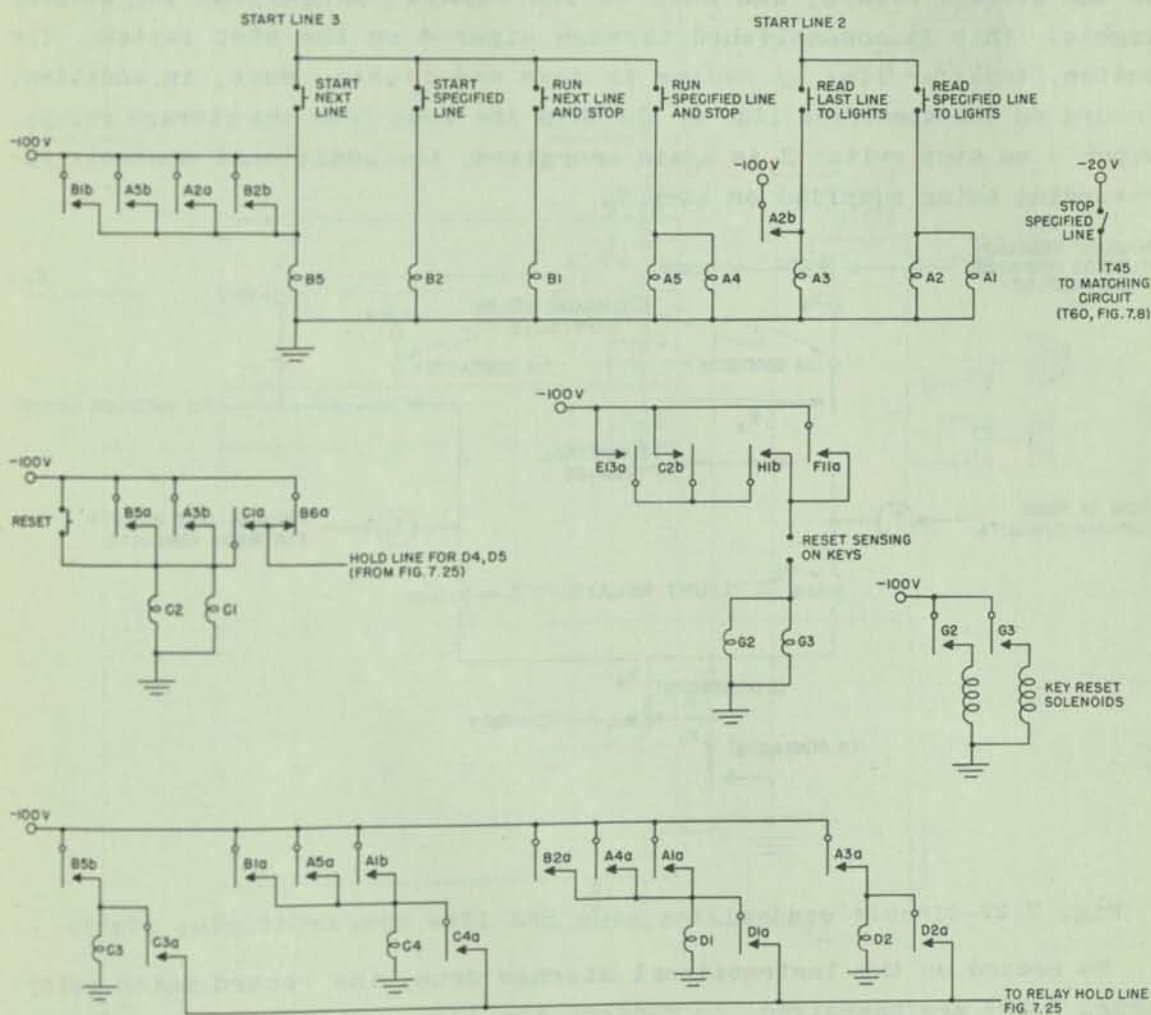 START LINE 3
START LINE 2
START
NEXT
LINE
START
SPECIFIED
LINE
RUN
NEXT LINE
AND STOP
RUN
SPECIFIED LINE
AND STOP
READ
LAST LINE
TO LIGHTS
READ
SPECIFIED LINE
TO LIGHTS
-100V
B1b
A5b
A2a
B2b
-100V
A2b
-20V
STOP
SPECIFIED
LINE
B5
B2
B1
A5
A4
A3
A2
A1
T45
TO MATCHING
CIRCUIT
(T60, FIG. 7.8)
-100V
E13a
C2b
H1b
F11a
-100V
RESET
B5a
A3b
C1a
B6a
HOLD LINE FOR D4, D5
(FROM FIG. 7.25)
RESET SENSING
ON KEYS
C2
C1
G2
G3
-100V
G2
G3
KEY RESET
SOLENOIDS
-100V
B5b
B1a
A5a
A1b
B2a
A4a
A1a
A3a
C3
C3a
C4
C4a
D1
D1a
D2
D2a
TO RELAY HOLD LINE
FIG. 7.25